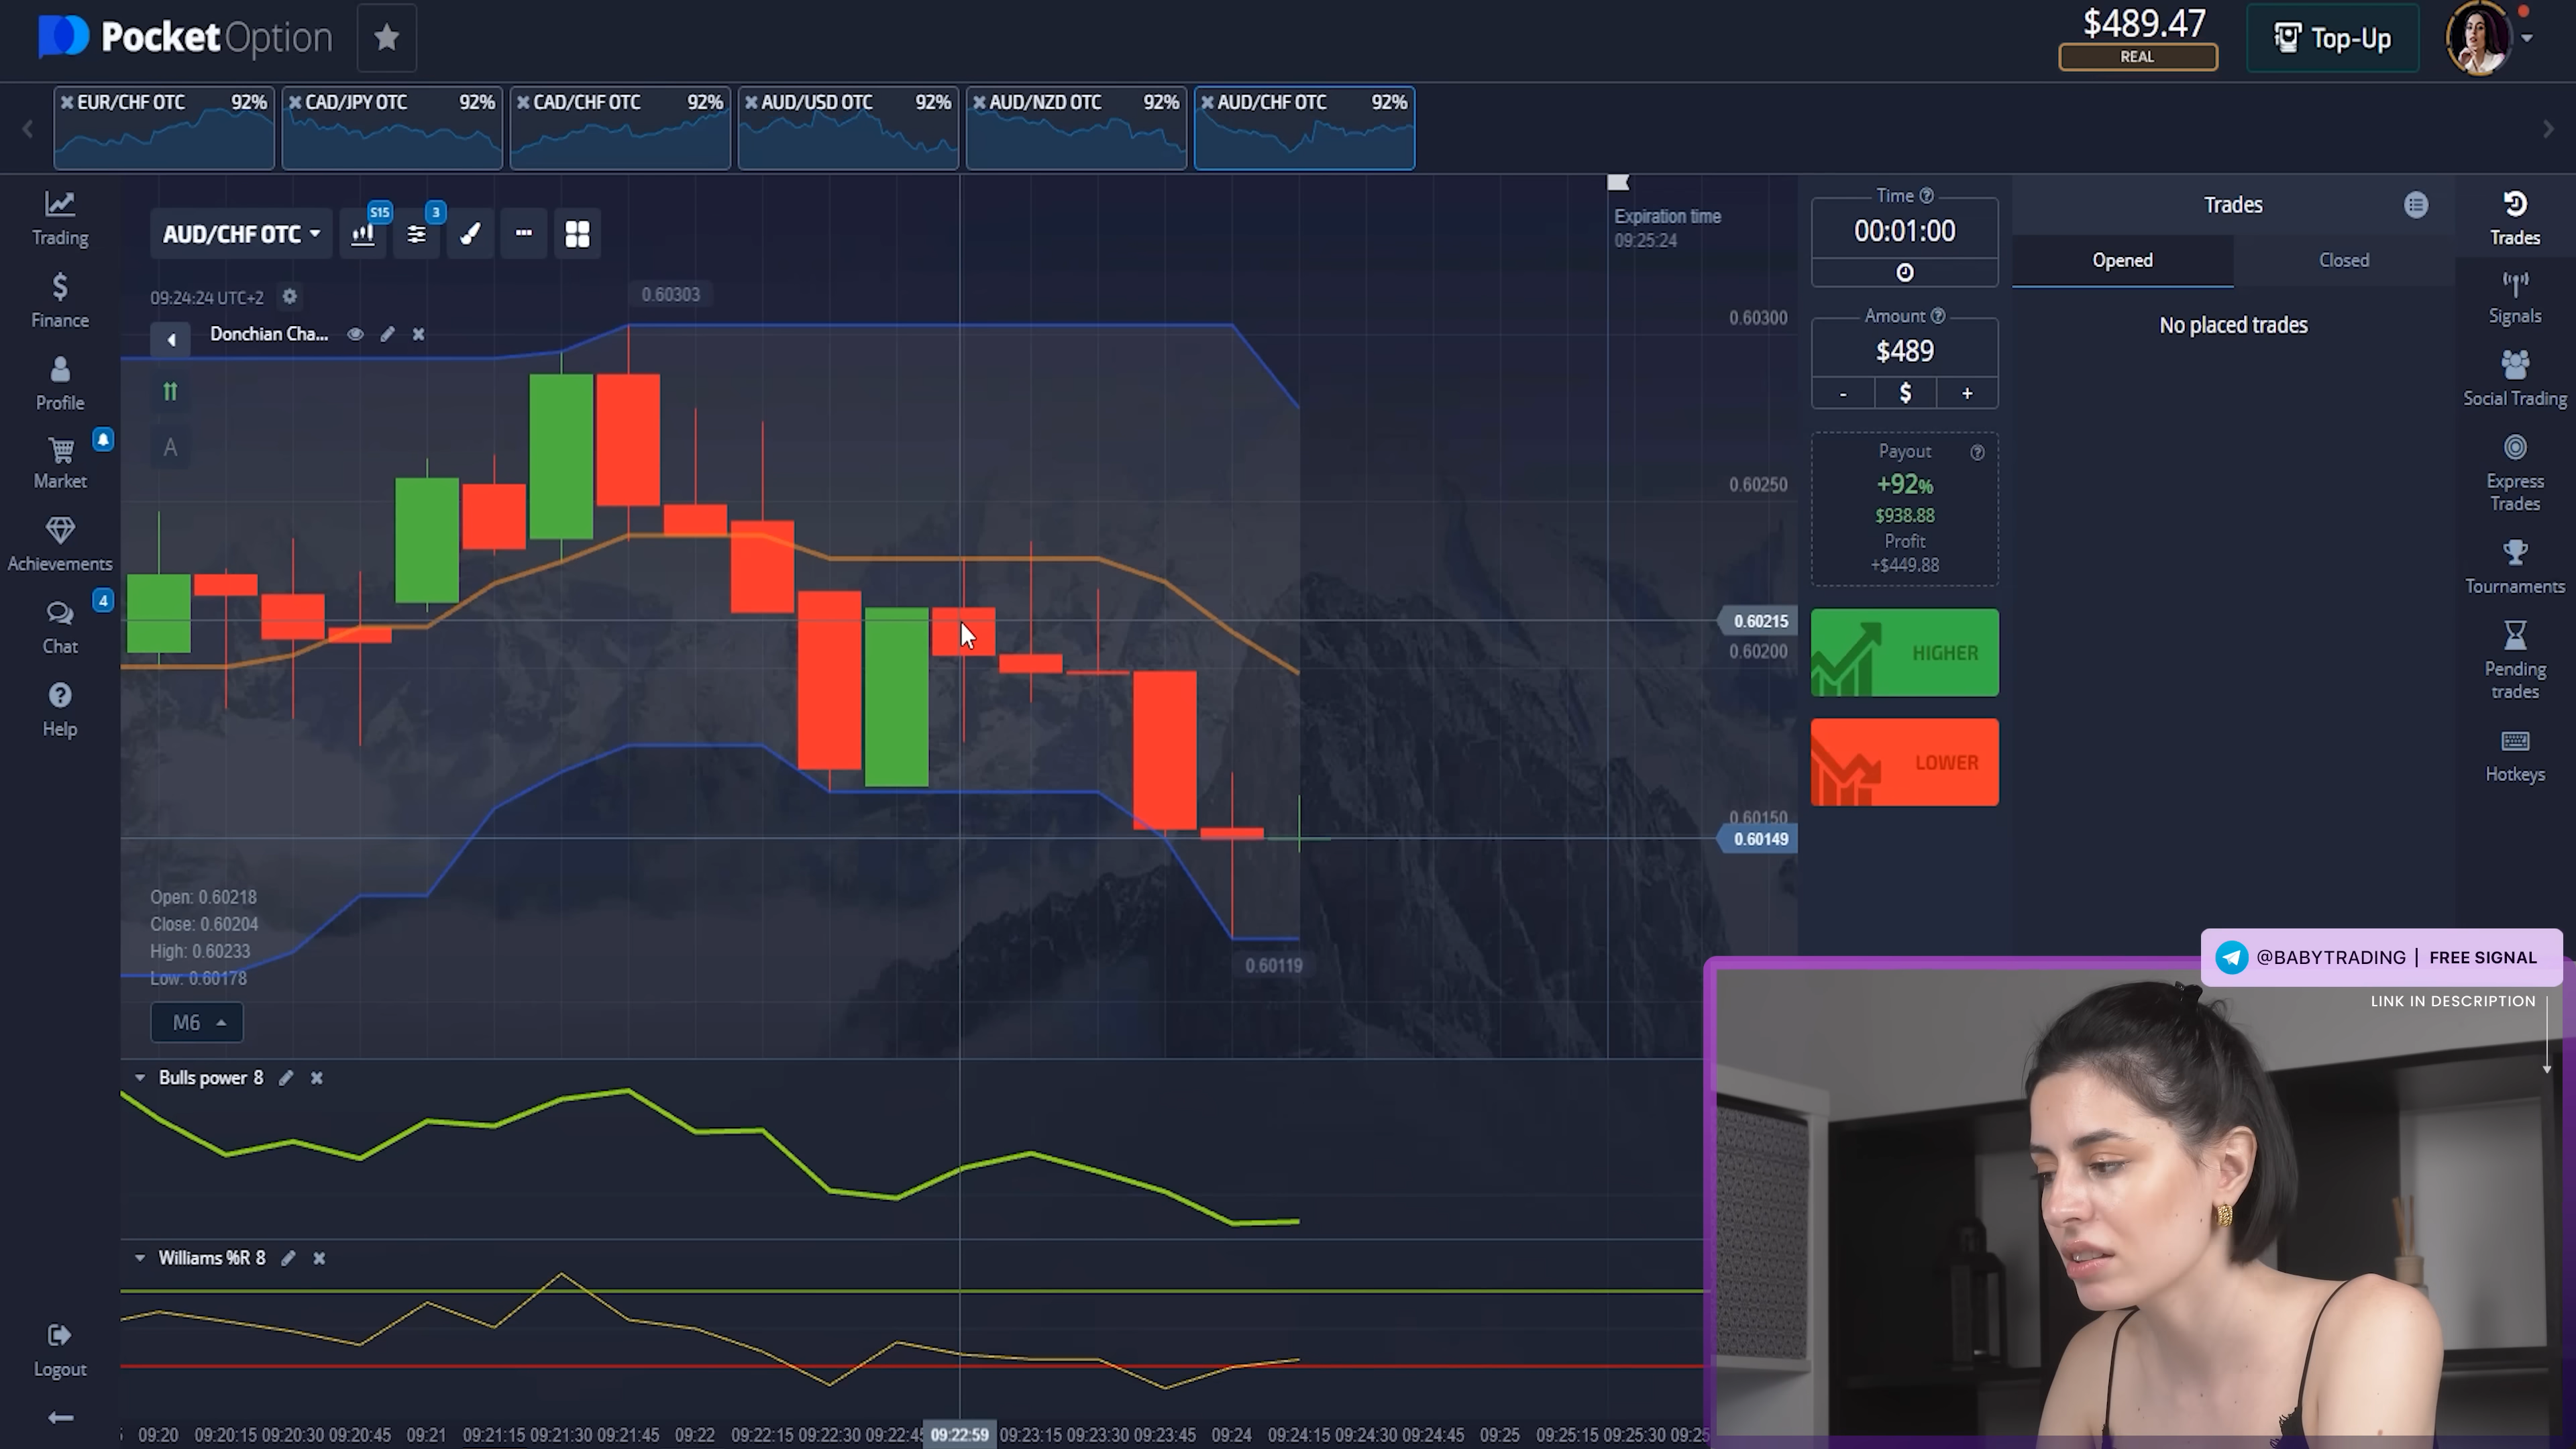 PocketOption
$489.47
REAL
Top-Up
EUR/CHF OTC 92%
CAD/JPY OTC 92%
CAD/CHF OTC 92%
AUD/USD OTC 92%
AUD/NZD OTC 92%
AUD/CHF OTC 92%
Trading
Finance
Profile
Market
Achievements
4
Chat
Help
Logout
AUD/CHF OTC
S15
3
09:24:24 UTC+2
Donchian Cha...
A
0.60303
Expiration time
09:25:24
0.60300
0.60250
0.60215
0.60200
0.60150
0.60149
0.60119
Open: 0.60218
Close: 0.60204
High: 0.60233
Low: 0.60178
M6
Bulls power 8
Williams %R 8
09:20 09:20:15 09:20:30 09:20:45 09:21 09:21:15 09:21:30 09:21:45 09:22 09:22:15 09:22:30 09:22:45 09:22:59 09:23:15 09:23:30 09:23:45 09:24 09:24:15 09:24:30 09:24:45 09:25 09:25:15 09:25:30
Time
00:01:00
Amount
$489
- $ +
Payout
+92%
$938.88
Profit
+$449.88
HIGHER
LOWER
Trades
Opened
Closed
No placed trades
Trades
Signals
Social Trading
Express
Trades
Tournaments
Pending
trades
Hotkeys
@BABYTRADING | FREE SIGNAL
LINK IN DESCRIPTION